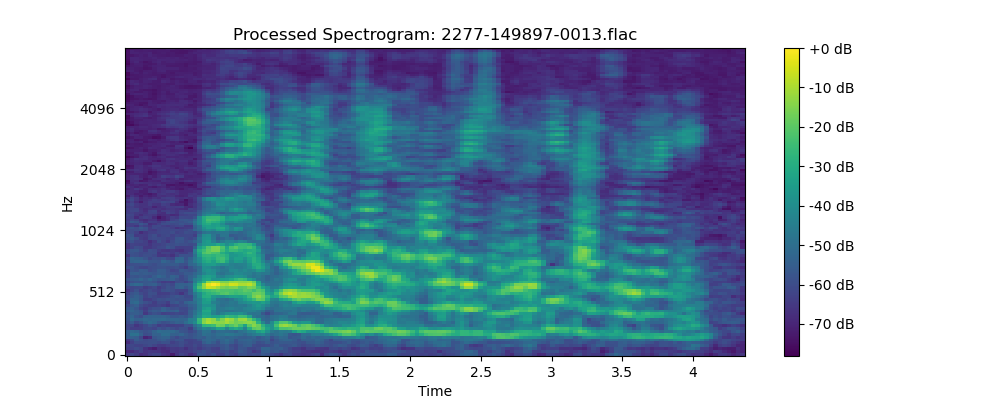 Processed Spectrogram: 2277-149897-0013.flac
Hz
4096
2048
1024
512
0
0
0.5
1
1.5
2
2.5
3
3.5
4
Time
+0 dB
-10 dB
-20 dB
-30 dB
-40 dB
-50 dB
-60 dB
-70 dB